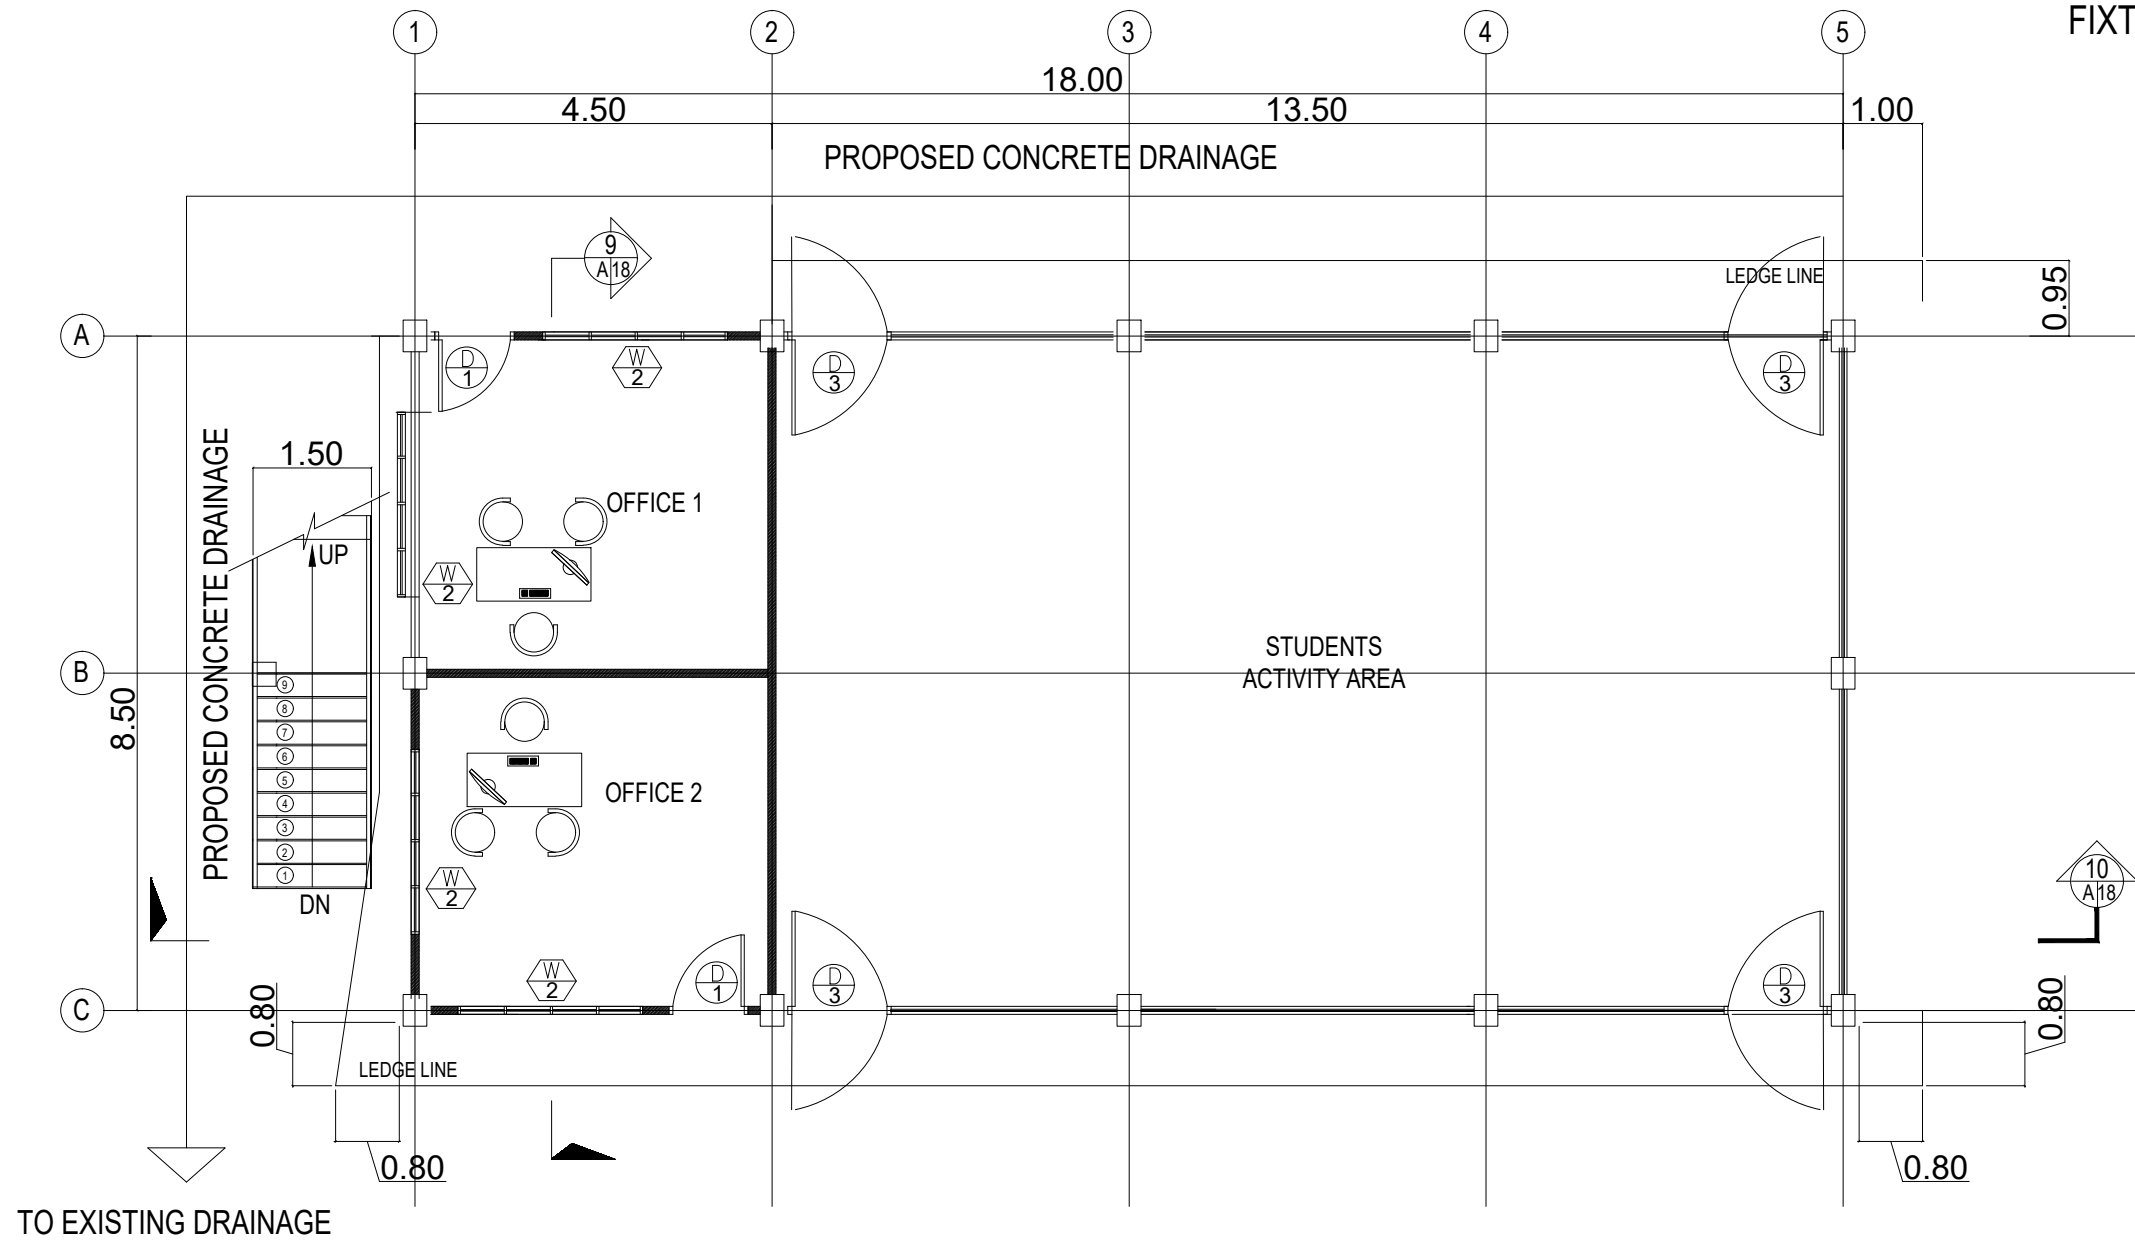 FIXT
1
2
3
4
5
18.00
4.50
13.50
1.00
PROPOSED CONCRETE DRAINAGE
9
A 18
LEDGE LINE
0.95
A
D
1
W
2
D
3
D
3
PROPOSED CONCRETE DRAINAGE
1.50
OFFICE 1
UP
W
2
STUDENTS
ACTIVITY AREA
B
8.50
9
8
7
6
5
4
3
2
1
DN
OFFICE 2
W
2
10
A 18
W
2
D
1
D
3
D
3
C
0.80
0.80
LEDGE LINE
0.80
0.80
TO EXISTING DRAINAGE